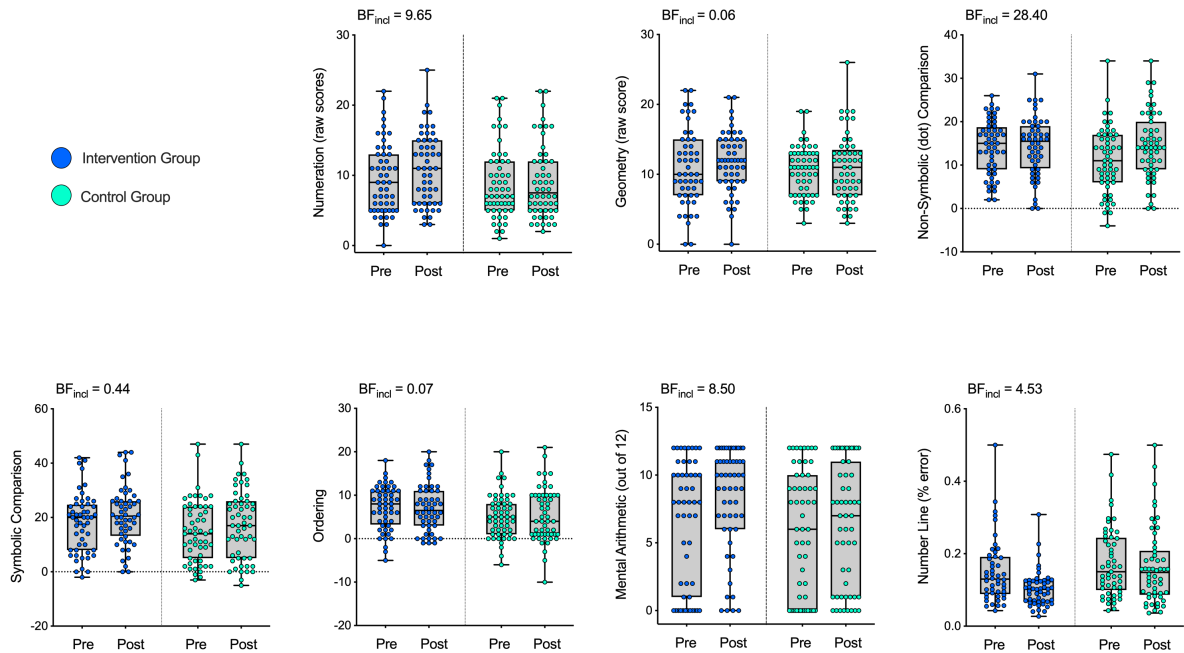 BFincl = 9.65
BFincl = 0.06
BFincl = 28.40
Intervention Group
Control Group
Numeration (raw scores)
30
20
10
0
Pre
Post
Pre
Post
Geometry (raw score)
30
20
10
0
Pre
Post
Pre
Post
Non-Symbolic (dot) Comparison
40
30
20
10
0
-10
Pre
Post
Pre
Post
BFincl = 0.44
BFincl = 0.07
BFincl = 8.50
BFincl = 4.53
Symbolic Comparison
60
40
20
0
-20
Pre
Post
Pre
Post
Ordering
30
20
10
0
-10
-20
Pre
Post
Pre
Post
Mental Arithmetic (out of 12)
15
10
5
0
Pre
Post
Pre
Post
Number Line (% error)
0.6
0.4
0.2
0.0
Pre
Post
Pre
Post